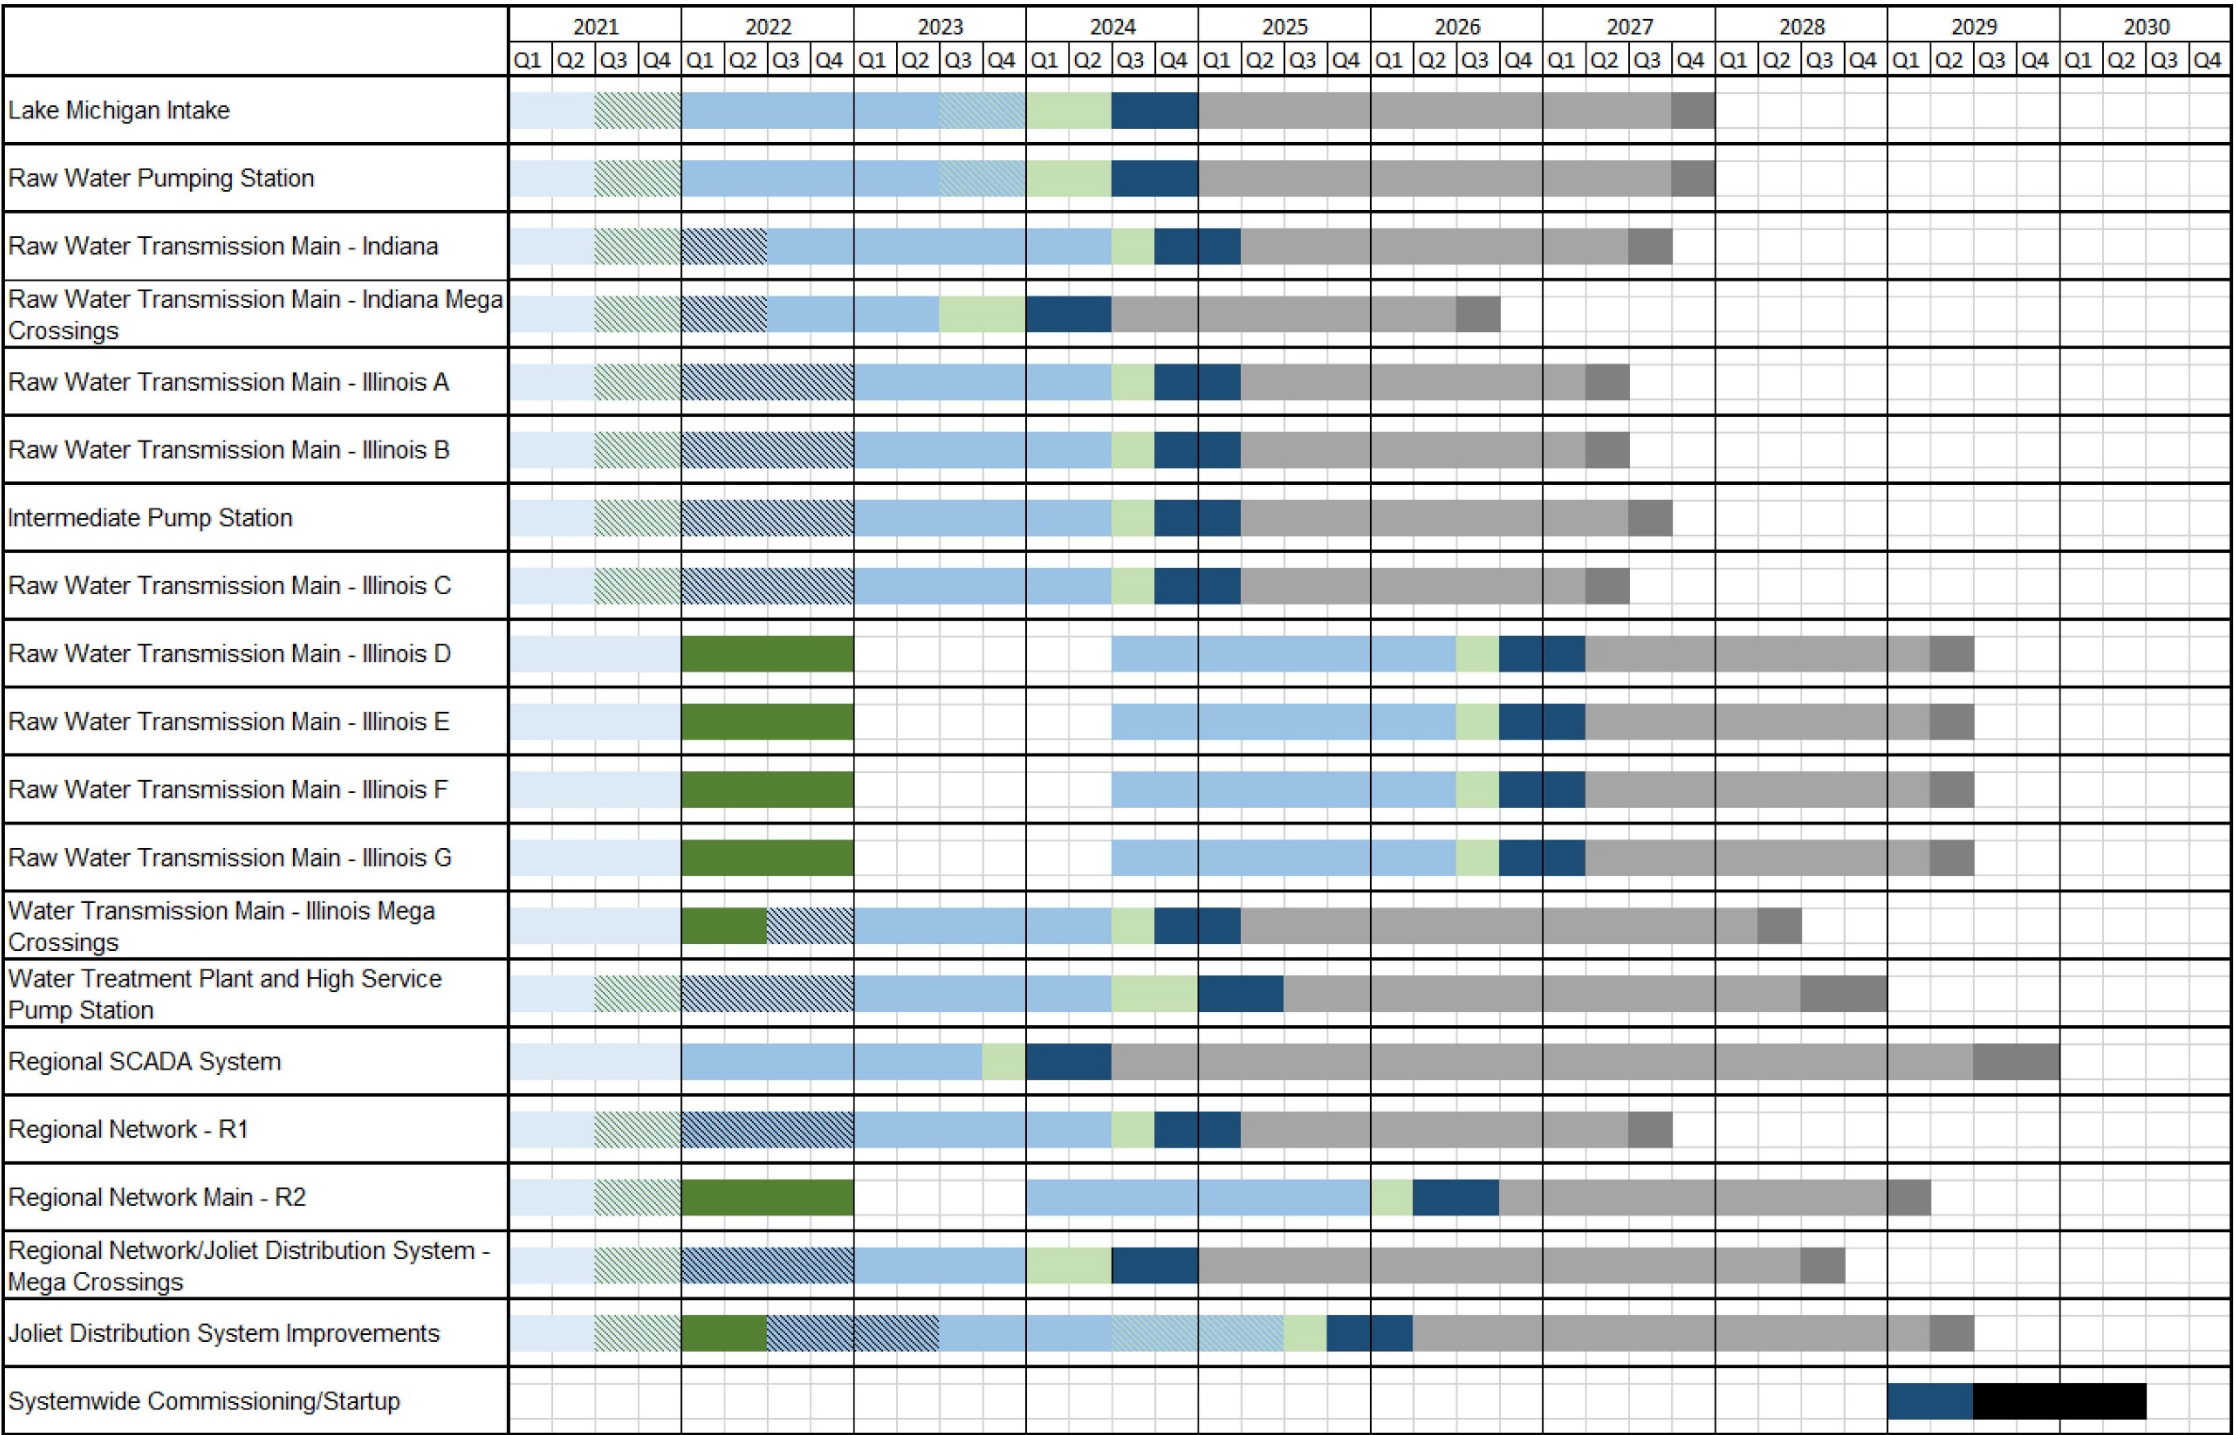 2021 2022 2023 2024 2025 2026 2027 2028 2029 2030
Q1 Q2 Q3 Q4 Q1 Q2 Q3 Q4 Q1 Q2 Q3 Q4 Q1 Q2 Q3 Q4 Q1 Q2 Q3 Q4 Q1 Q2 Q3 Q4 Q1 Q2 Q3 Q4 Q1 Q2 Q3 Q4 Q1 Q2 Q3 Q4 Q1 Q2 Q3 Q4
Lake Michigan Intake
Raw Water Pumping Station
Raw Water Transmission Main - Indiana
Raw Water Transmission Main - Indiana Mega
Crossings
Raw Water Transmission Main - Illinois A
Raw Water Transmission Main - Illinois B
Intermediate Pump Station
Raw Water Transmission Main - Illinois C
Raw Water Transmission Main - Illinois D
Raw Water Transmission Main - Illinois E
Raw Water Transmission Main - Illinois F
Raw Water Transmission Main - Illinois G
Water Transmission Main - Illinois Mega
Crossings
Water Treatment Plant and High Service
Pump Station
Regional SCADA System
Regional Network - R1
Regional Network Main - R2
Regional Network/Joliet Distribution System -
Mega Crossings
Joliet Distribution System Improvements
Systemwide Commissioning/Startup